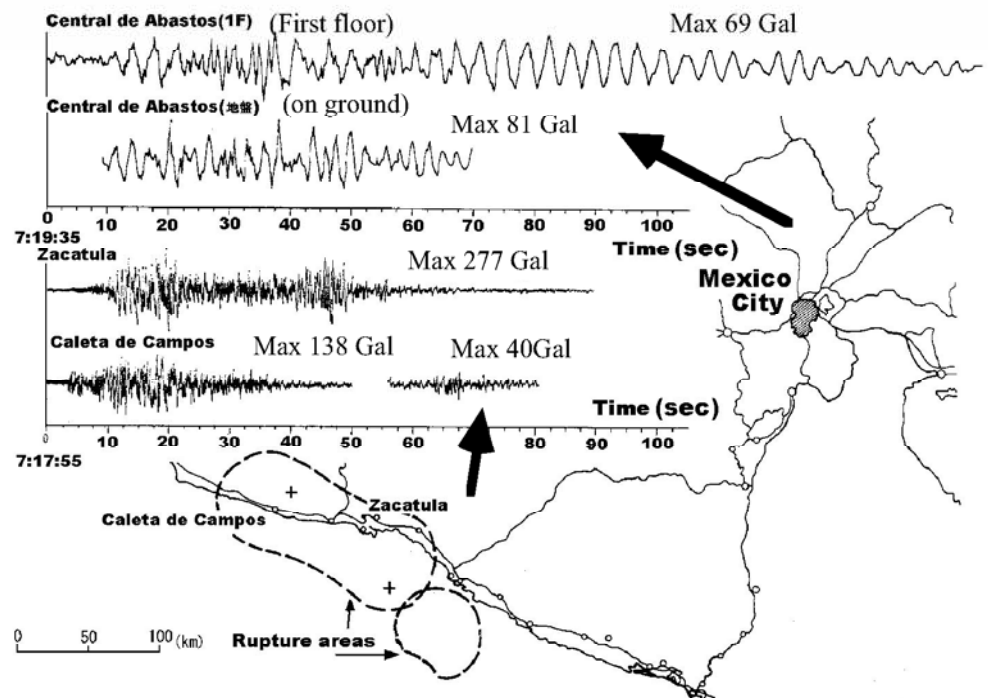 Central de Abastos(1F) (First floor) Max 69 Gal
Central de Abastos(地盤) (on ground)
Max 81 Gal
0 10 20 30 40 50 60 70 80 90 100
7:19:35
Time (sec)
Zacatula
Max 277 Gal
Mexico
City
Caleta de Campos
Max 138 Gal Max 40Gal
Time (sec)
0 10 20 30 40 50 60 70 80 90 100
7:17:55
Zacatula
Caleta de Campos
Rupture areas
0 50 100 (km)